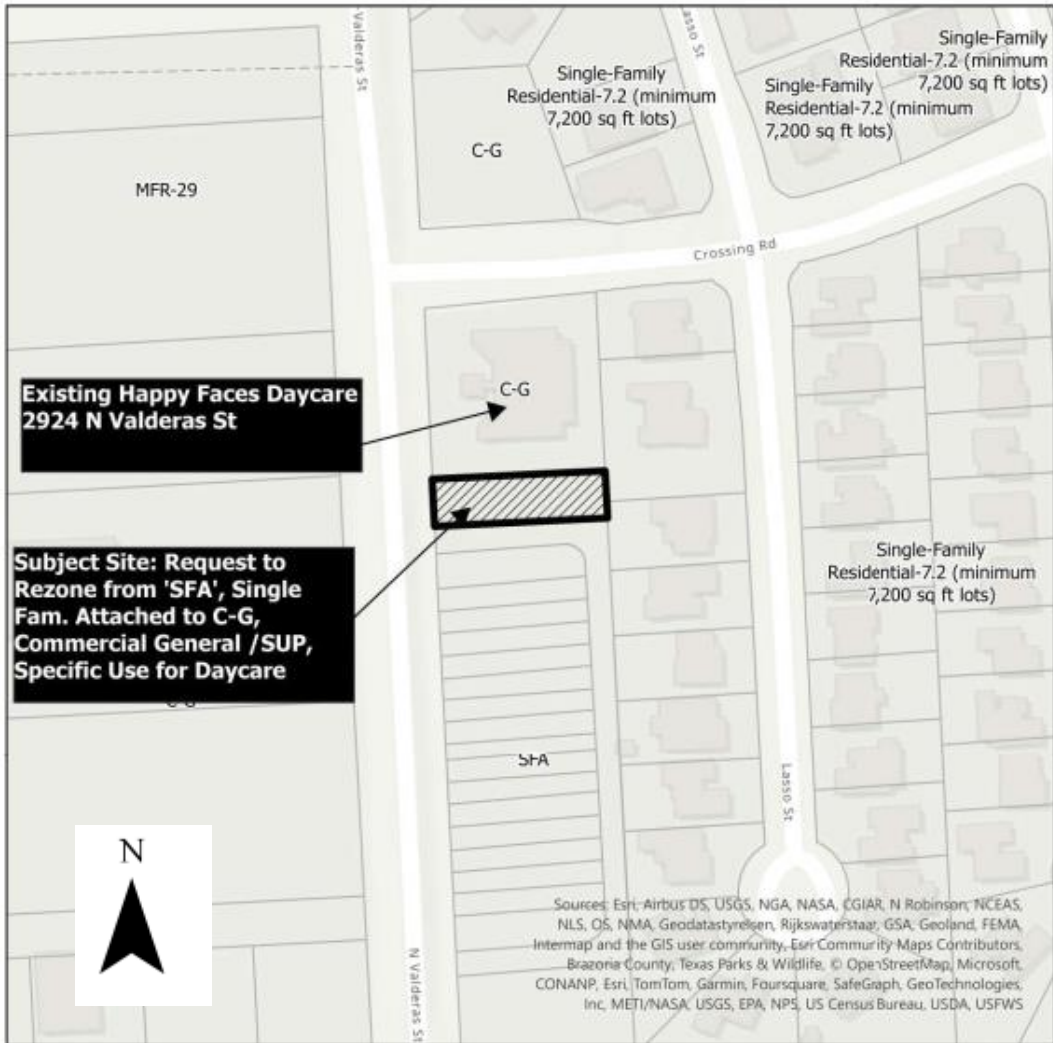 Valderas St
Lasso St
Single-Family
Residential-7.2 (minimum
7,200 sq ft lots)
Single-Family
Residential-7.2 (minimum
7,200 sq ft lots)
Single-Family
Residential-7.2 (minimum
7,200 sq ft lots)
C-G
MFR-29
Crossing Rd
Existing Happy Faces Daycare
2924 N Valderas St
C-G
Subject Site: Request to
Rezone from 'SFA', Single
Fam. Attached to C-G,
Commercial General /SUP,
Specific Use for Daycare
Single-Family
Residential-7.2 (minimum
7,200 sq ft lots)
C-G
SFA
Lasso St
N
N Valderas St
Sources: Esri, Airbus DS, USGS, NGA, NASA, CGIAR, N Robinson, NCEAS,
NLS, OS, NMA, Geodatastyrelsen, Rijkswaterstaat, GSA, Geoland, FEMA,
Intermap and the GIS user community, Esri Community Maps Contributors,
Brazoria County, Texas Parks & Wildlife, © OpenStreetMap, Microsoft,
CONANP, Esri, TomTom, Garmin, Foursquare, SafeGraph, GeoTechnologies,
Inc, METI/NASA, USGS, EPA, NPS, US Census Bureau, USDA, USFWS